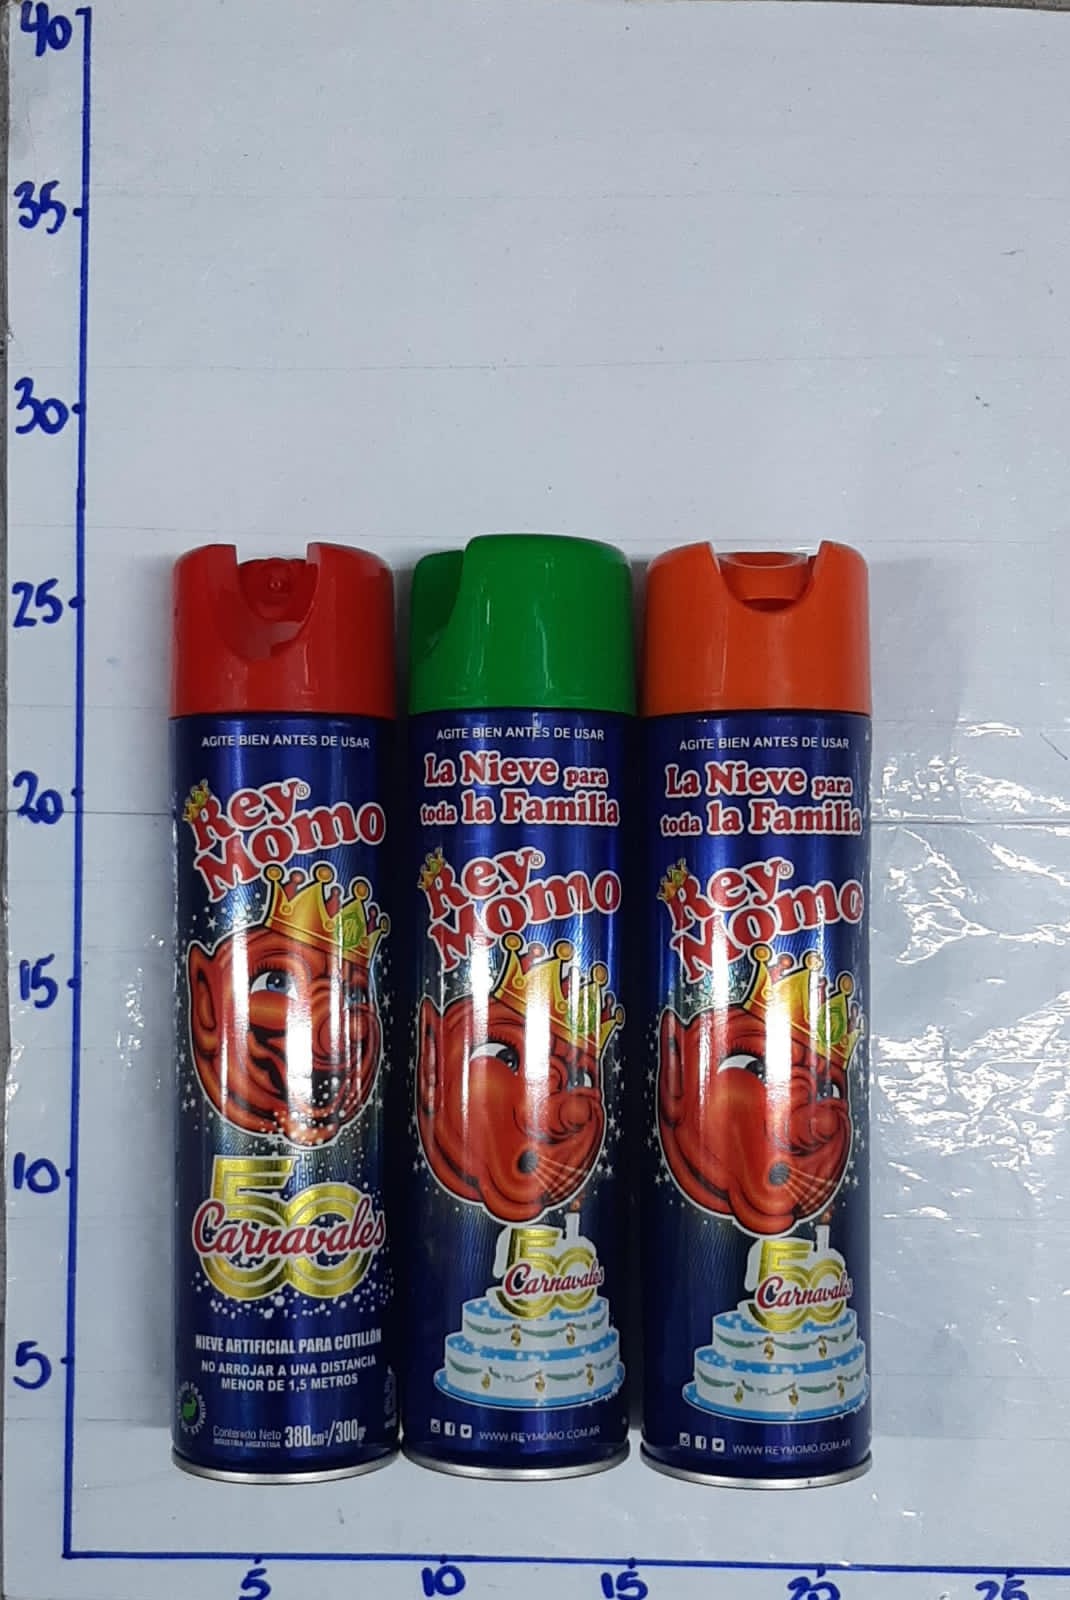 40
35
30
25
20
15
10
5
5
10
15
20
25
AGITE BIEN ANTES DE USAR
Rey®
Momo
50
Carnavales
NIEVE ARTIFICIAL PARA COTILLÓN
NO ARROJAR A UNA DISTANCIA
MENOR DE 1,5 METROS
Contenido Neto 380cm³/300gr
INDUSTRIA ARGENTINA
AGITE BIEN ANTES DE USAR
La Nieve para
toda la Familia
Rey®
Momo
50
Carnavales
WWW.REYMOMO.COM.AR
AGITE BIEN ANTES DE USAR
La Nieve para
toda la Familia
Rey®
Momo
50
Carnavales
WWW.REYMOMO.COM.AR